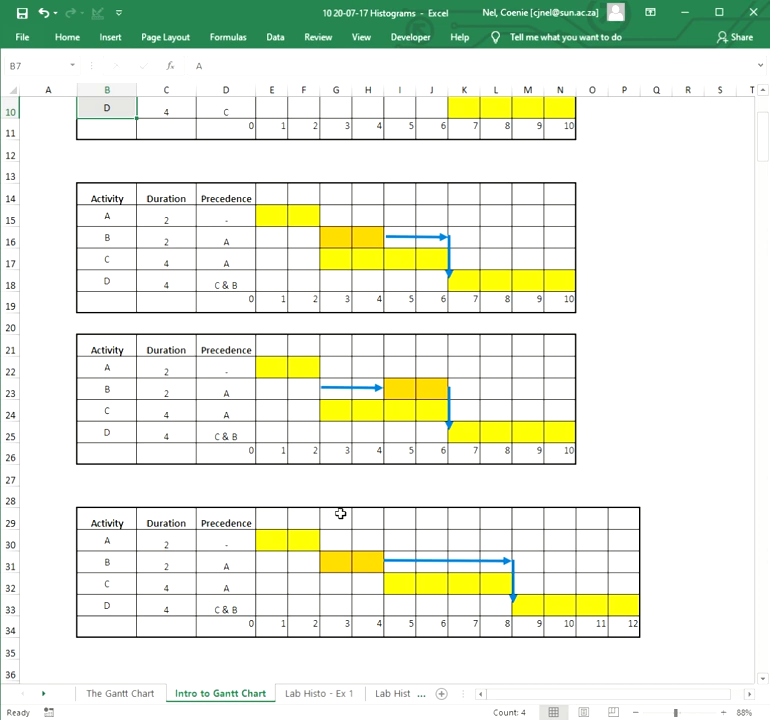 10 20-07-17 Histograms - Excel
Nel, Coenie [cjnel@sun.ac.za]
File Home Insert Page Layout Formulas Data Review View Developer Help Tell me what you want to do Share
B7 fx A
A B C D E F G H I J K L M N O P Q R S T
10 D 4 C
11 0 1 2 3 4 5 6 7 8 9 10
12
13
14 Activity Duration Precedence
15 A 2 -
16 B 2 A
17 C 4 A
18 D 4 C & B
19 0 1 2 3 4 5 6 7 8 9 10
20
21 Activity Duration Precedence
22 A 2 -
23 B 2 A
24 C 4 A
25 D 4 C & B
26 0 1 2 3 4 5 6 7 8 9 10
27
28
29 Activity Duration Precedence
30 A 2 -
31 B 2 A
32 C 4 A
33 D 4 C & B
34 0 1 2 3 4 5 6 7 8 9 10 11 12
35
36
The Gantt Chart Intro to Gantt Chart Lab Histo - Ex 1 Lab Hist ...
Ready Count: 4 88%